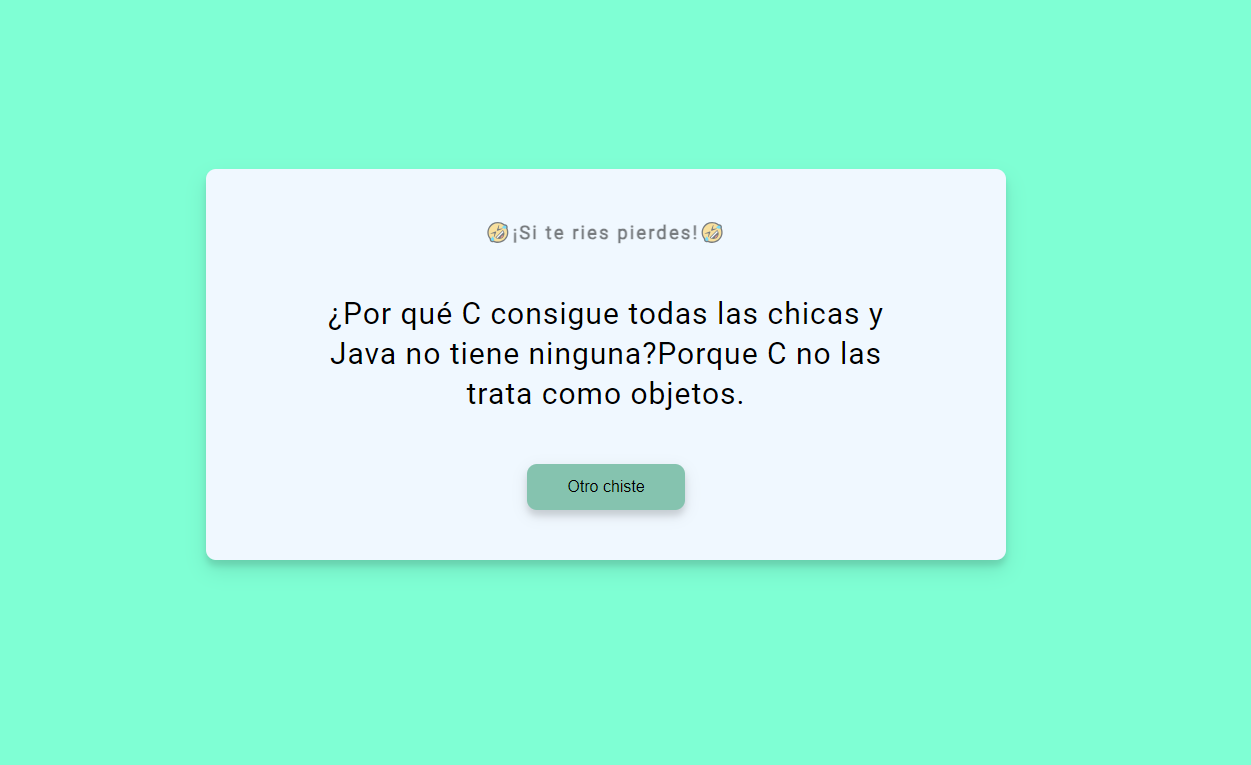 🤣¡Si te ries pierdes!🤣
¿Por qué C consigue todas las chicas y
Java no tiene ninguna?Porque C no las
trata como objetos.
Otro chiste